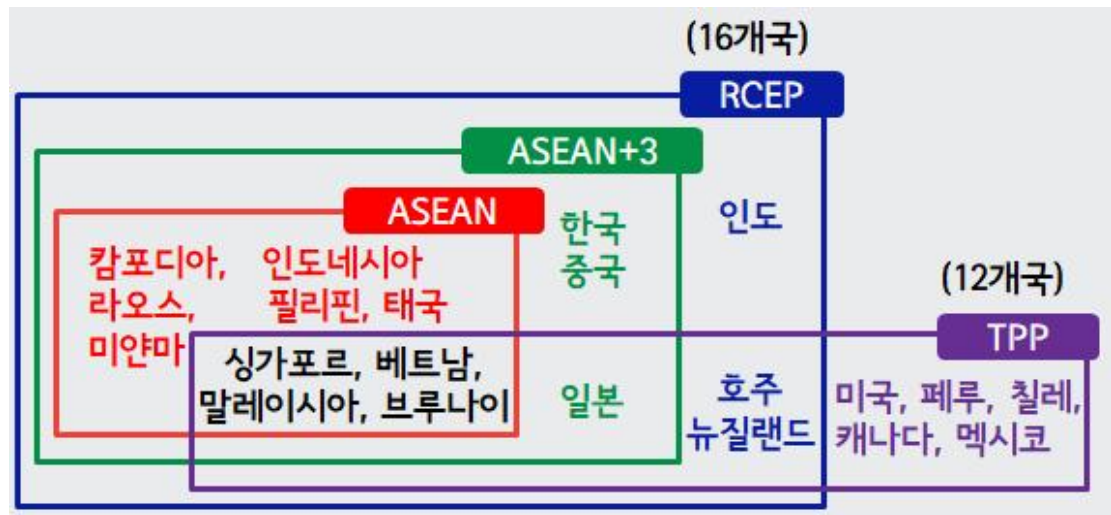 (16개국)
RCEP
ASEAN+3
ASEAN
인도
한국
중국
캄포디아, 인도네시아
라오스, 필리핀, 태국
미얀마
(12개국)
TPP
싱가포르, 베트남,
말레이시아, 브루나이
일본
호주
뉴질랜드
미국, 페루, 칠레,
캐나다, 멕시코